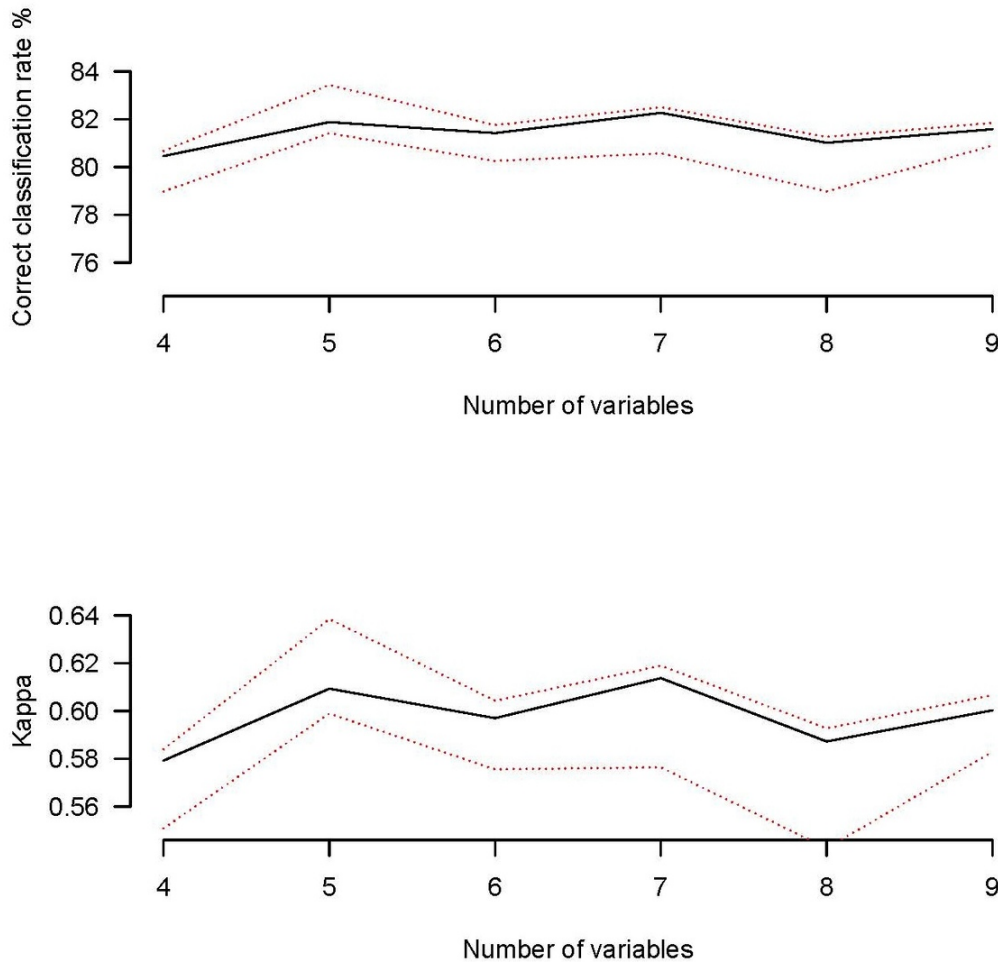 Correct classification rate %
84
82
80
78
76
4 5 6 7 8 9
Number of variables
Kappa
0.64
0.62
0.60
0.58
0.56
4 5 6 7 8 9
Number of variables